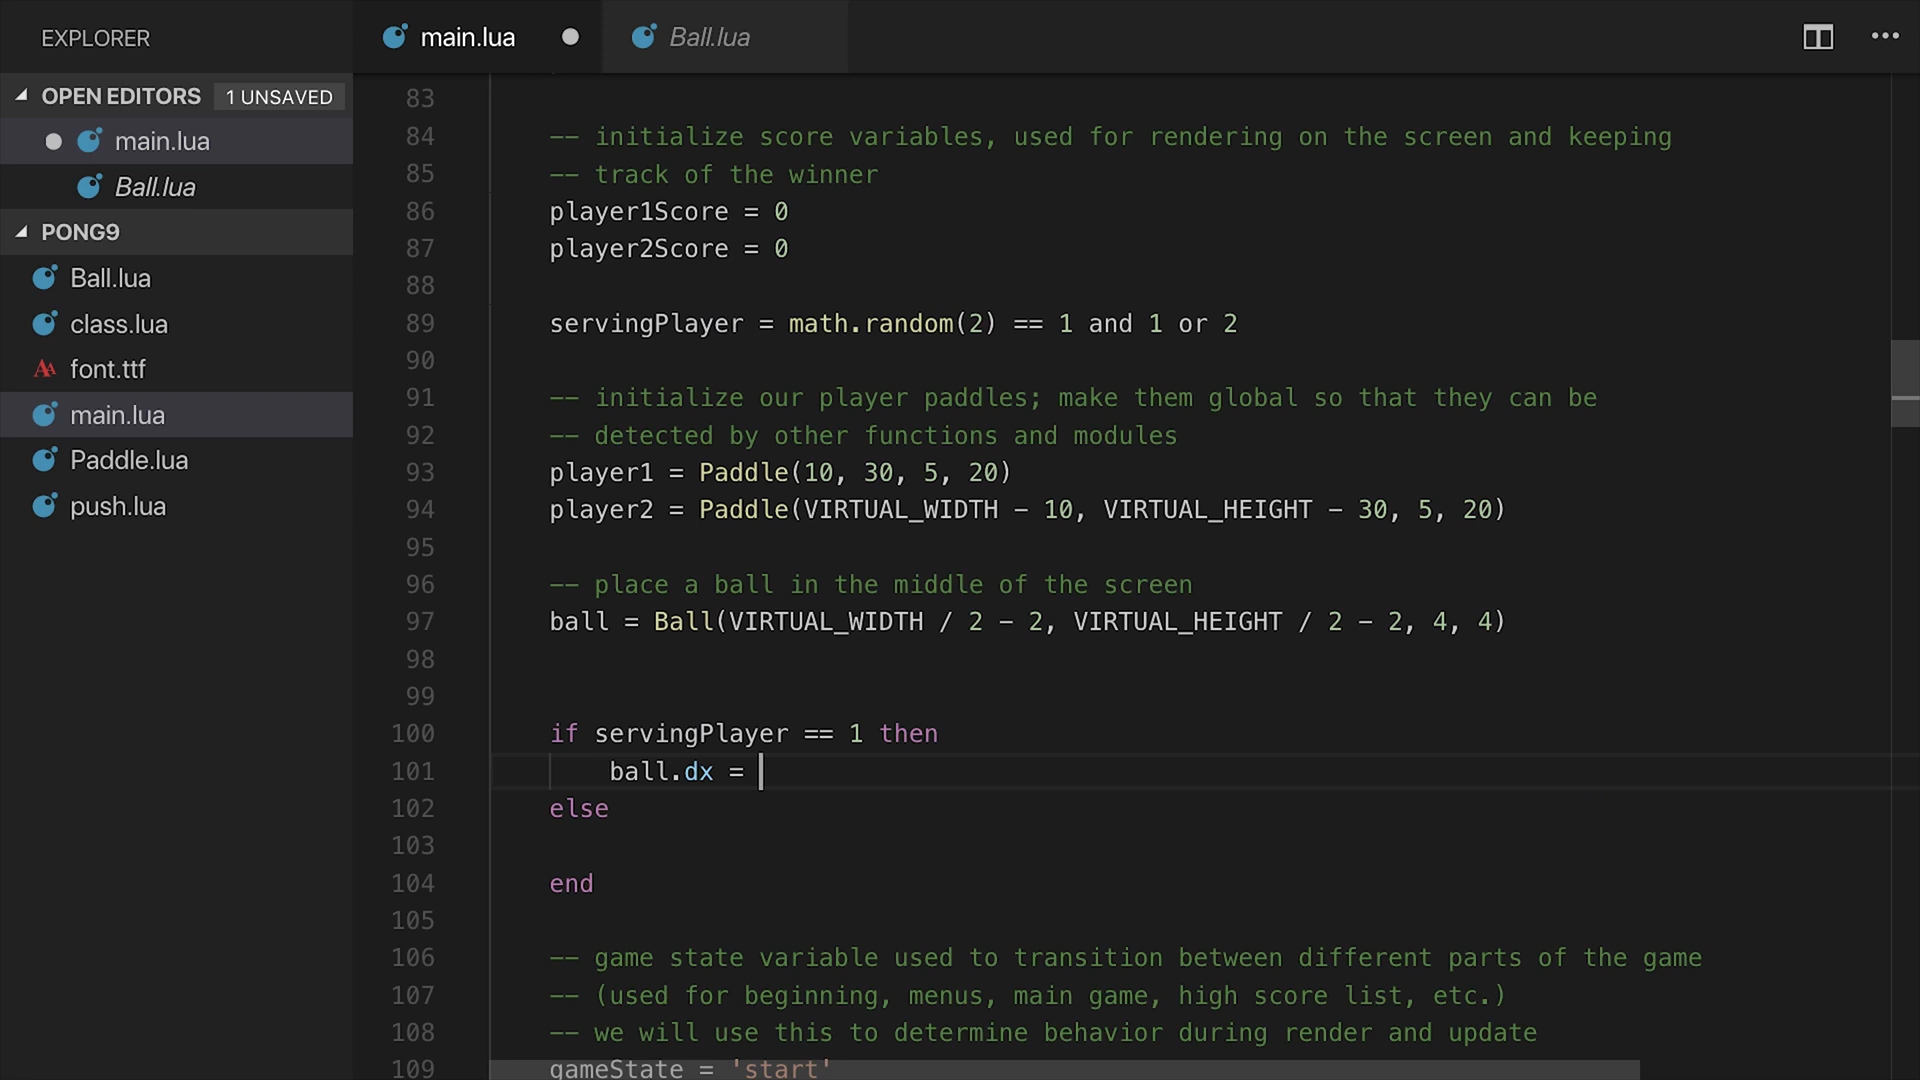 EXPLORER
main.lua
Ball.lua
OPEN EDITORS 1 UNSAVED
main.lua
Ball.lua
PONG9
Ball.lua
class.lua
font.ttf
main.lua
Paddle.lua
push.lua
83
84 -- initialize score variables, used for rendering on the screen and keeping
85 -- track of the winner
86 player1Score = 0
87 player2Score = 0
88
89 servingPlayer = math.random(2) == 1 and 1 or 2
90
91 -- initialize our player paddles; make them global so that they can be
92 -- detected by other functions and modules
93 player1 = Paddle(10, 30, 5, 20)
94 player2 = Paddle(VIRTUAL_WIDTH - 10, VIRTUAL_HEIGHT - 30, 5, 20)
95
96 -- place a ball in the middle of the screen
97 ball = Ball(VIRTUAL_WIDTH / 2 - 2, VIRTUAL_HEIGHT / 2 - 2, 4, 4)
98
99
100 if servingPlayer == 1 then
101 ball.dx =
102 else
103
104 end
105
106 -- game state variable used to transition between different parts of the game
107 -- (used for beginning, menus, main game, high score list, etc.)
108 -- we will use this to determine behavior during render and update
109 gameState = 'start'